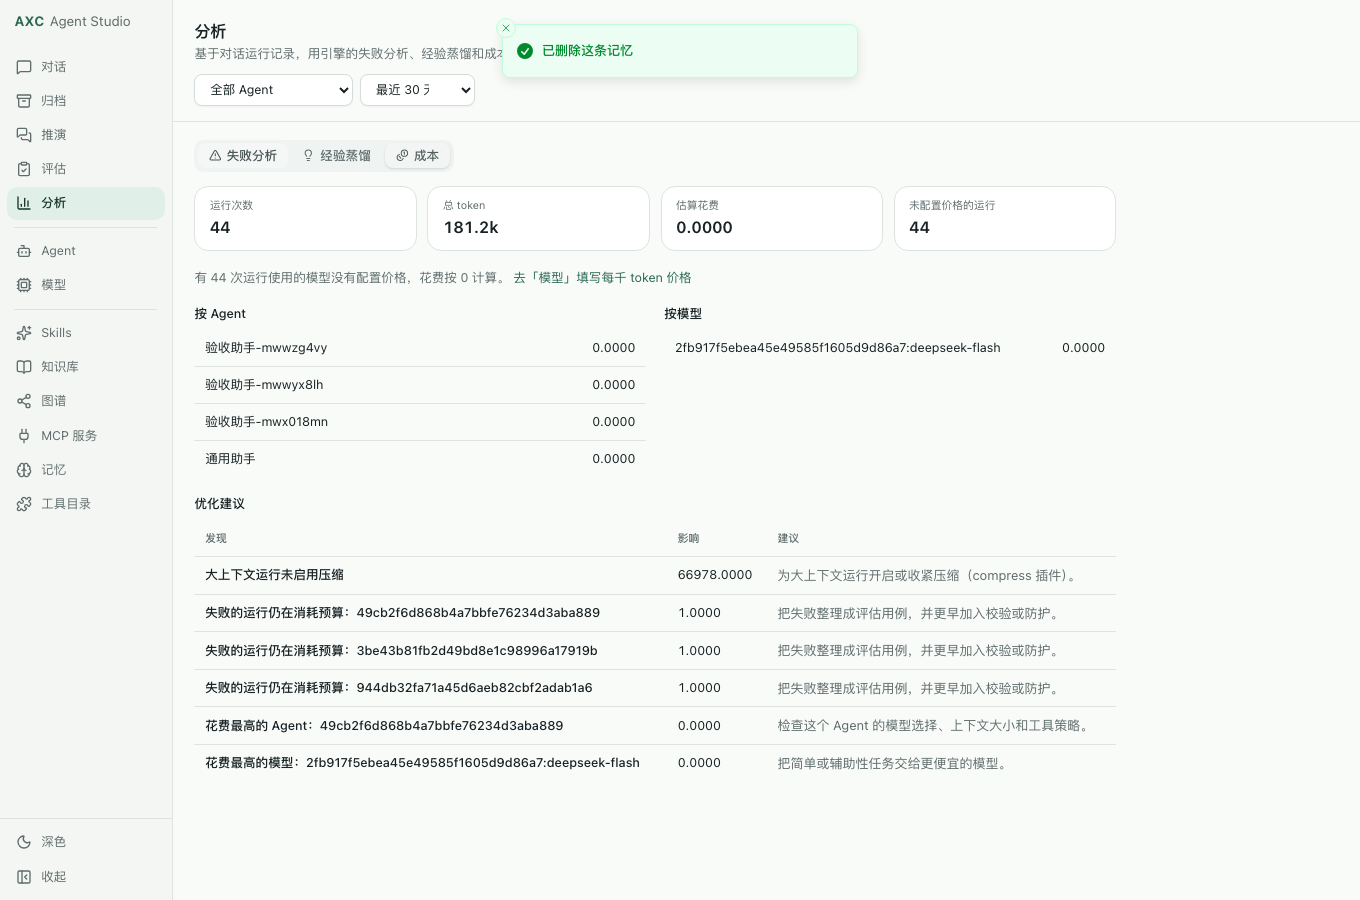 AXC Agent Studio
对话
归档
推演
评估
分析
Agent
模型
Skills
知识库
图谱
MCP 服务
记忆
工具目录
深色
收起
分析
基于对话运行记录，用引擎的失败分析、经验蒸馏和成
已删除这条记忆
全部 Agent
最近 30 天
失败分析
经验蒸馏
成本
运行次数
44
总 token
181.2k
估算花费
0.0000
未配置价格的运行
44
有 44 次运行使用的模型没有配置价格，花费按 0 计算。 去「模型」填写每千 token 价格
按 Agent
验收助手-mwwzg4vy 0.0000
验收助手-mwwyx8lh 0.0000
验收助手-mwx018mn 0.0000
通用助手 0.0000
按模型
2fb917f5ebea45e49585f1605d9d86a7:deepseek-flash 0.0000
优化建议
发现 影响 建议
大上下文运行未启用压缩 66978.0000 为大上下文运行开启或收紧压缩（compress 插件）。
失败的运行仍在消耗预算：49cb2f6d868b4a7bbfe76234d3aba889 1.0000 把失败整理成评估用例，并更早加入校验或防护。
失败的运行仍在消耗预算：3be43b81fb2d49bd8e1c98996a17919b 1.0000 把失败整理成评估用例，并更早加入校验或防护。
失败的运行仍在消耗预算：944db32fa71a45d6aeb82cbf2adab1a6 1.0000 把失败整理成评估用例，并更早加入校验或防护。
花费最高的 Agent：49cb2f6d868b4a7bbfe76234d3aba889 0.0000 检查这个 Agent 的模型选择、上下文大小和工具策略。
花费最高的模型：2fb917f5ebea45e49585f1605d9d86a7:deepseek-flash 0.0000 把简单或辅助性任务交给更便宜的模型。